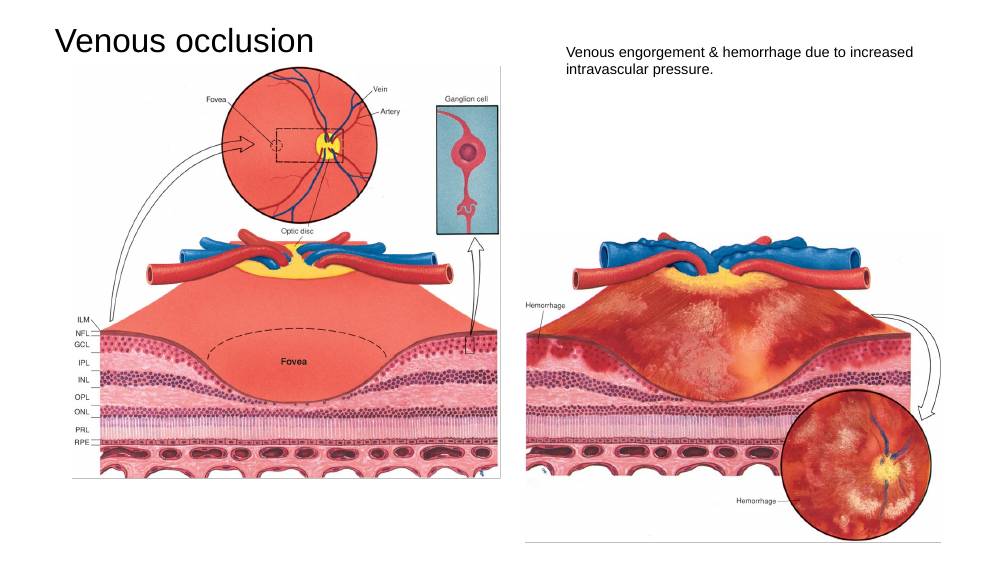 Venous occlusion
Venous engorgement & hemorrhage due to increased
intravascular pressure.
Fovea
Vein
Artery
Ganglion cell
Optic disc
ILM
NFL
GCL
IPL
INL
OPL
ONL
PRL
RPE
Fovea
Hemorrhage
Hemorrhage